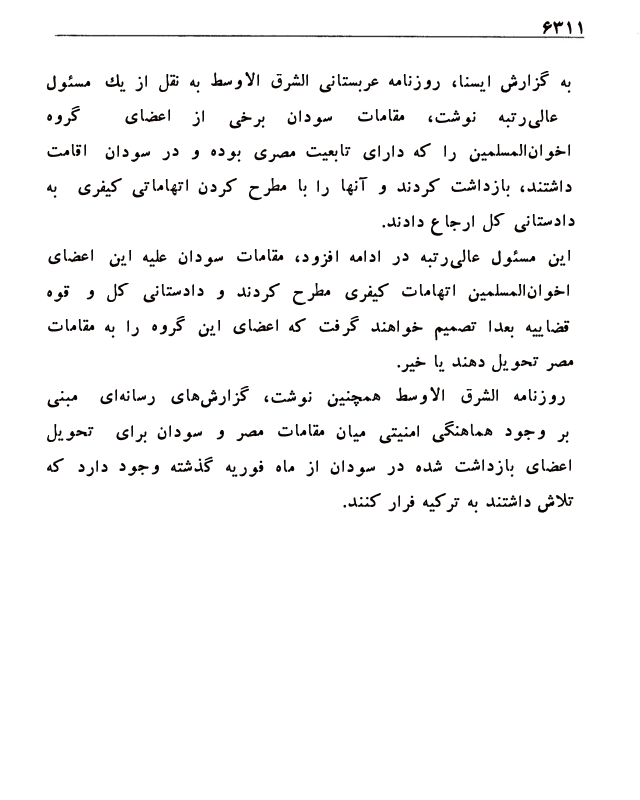 ۶۳۱۱
به گزارش ایسنا، روزنامه عربستانی الشرق الاوسط به نقل از یك مسئول
عالی‌رتبه نوشت، مقامات سودان برخی از اعضای گروه
اخوان‌المسلمین را که دارای تابعیت مصری بوده و در سودان اقامت
داشتند، بازداشت کردند و آنها را با مطرح کردن اتهاماتی کیفری به
دادستانی کل ارجاع دادند.
این مسئول عالی‌رتبه در ادامه افزود، مقامات سودان علیه این اعضای
اخوان‌المسلمین اتهامات کیفری مطرح کردند و دادستانی کل و قوه
قضاییه بعدا تصمیم خواهند گرفت که اعضای این گروه را به مقامات
مصر تحویل دهند یا خیر.
روزنامه الشرق الاوسط همچنین نوشت، گزارش‌های رسانه‌ای مبنی
بر وجود هماهنگی امنیتی میان مقامات مصر و سودان برای تحویل
اعضای بازداشت شده در سودان از ماه فوریه گذشته وجود دارد که
تلاش داشتند به ترکیه فرار کنند.